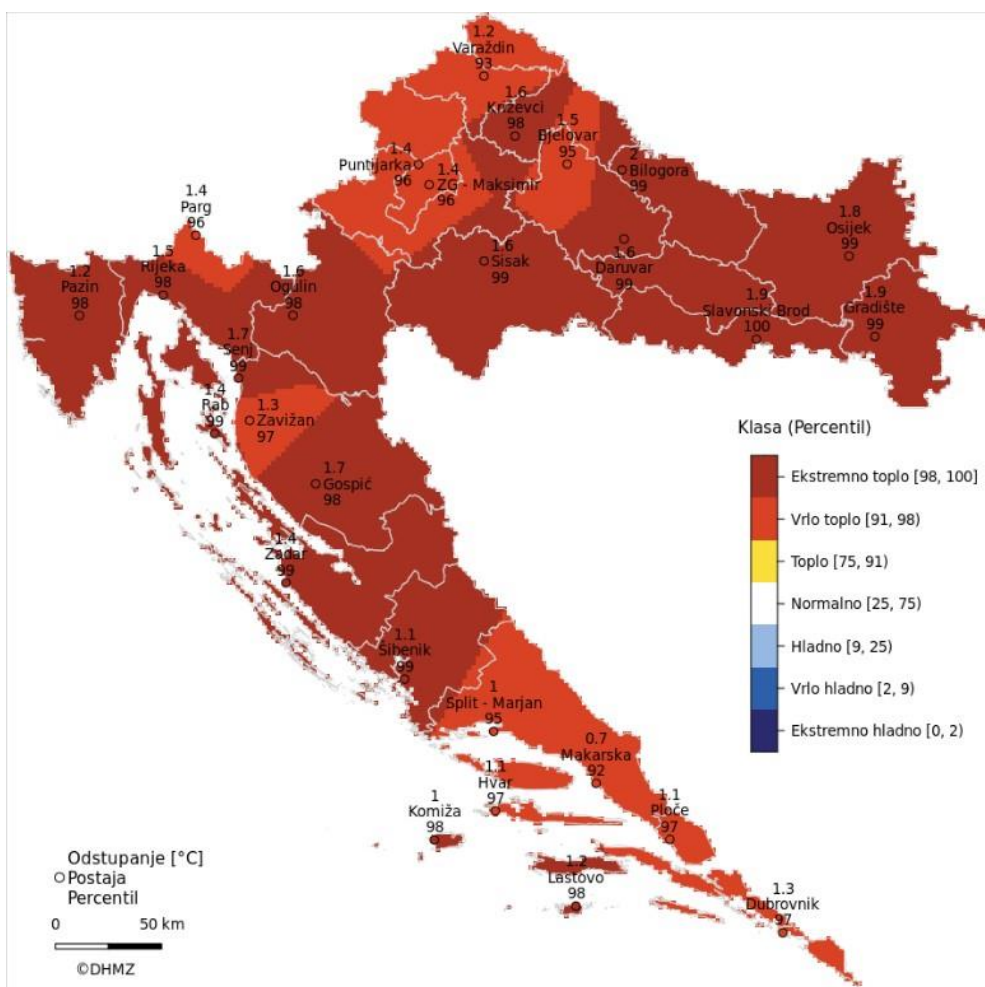 1.2
Varaždin
93
1.6
Križevci
98
1.5
Bjelovar
95
1.4
Puntijarka
96
1.4
ZG - Maksimir
96
2
Bilogora
99
1.4
Parg
96
1.8
Osijek
99
1.2
Pazin
98
1.5
Rijeka
98
1.6
Ogulin
98
1.6
Sisak
99
1.6
Daruvar
99
1.9
Slavonski Brod
100
1.9
Gradište
99
1.7
Senj
99
1.4
Rab
99
1.3
Zavižan
97
1.7
Gospić
98
1.4
Zadar
99
1.1
Šibenik
99
1
Split - Marjan
95
0.7
Makarska
92
1.1
Hvar
97
1
Komiža
98
1.1
Ploče
97
1.2
Lastovo
98
1.3
Dubrovnik
97
Klasa (Percentil)
Ekstremno toplo [98, 100]
Vrlo toplo [91, 98)
Toplo [75, 91)
Normalno [25, 75)
Hladno [9, 25)
Vrlo hladno [2, 9)
Ekstremno hladno [0, 2)
Odstupanje [°C]
Postaja
Percentil
0 50 km
©DHMZ